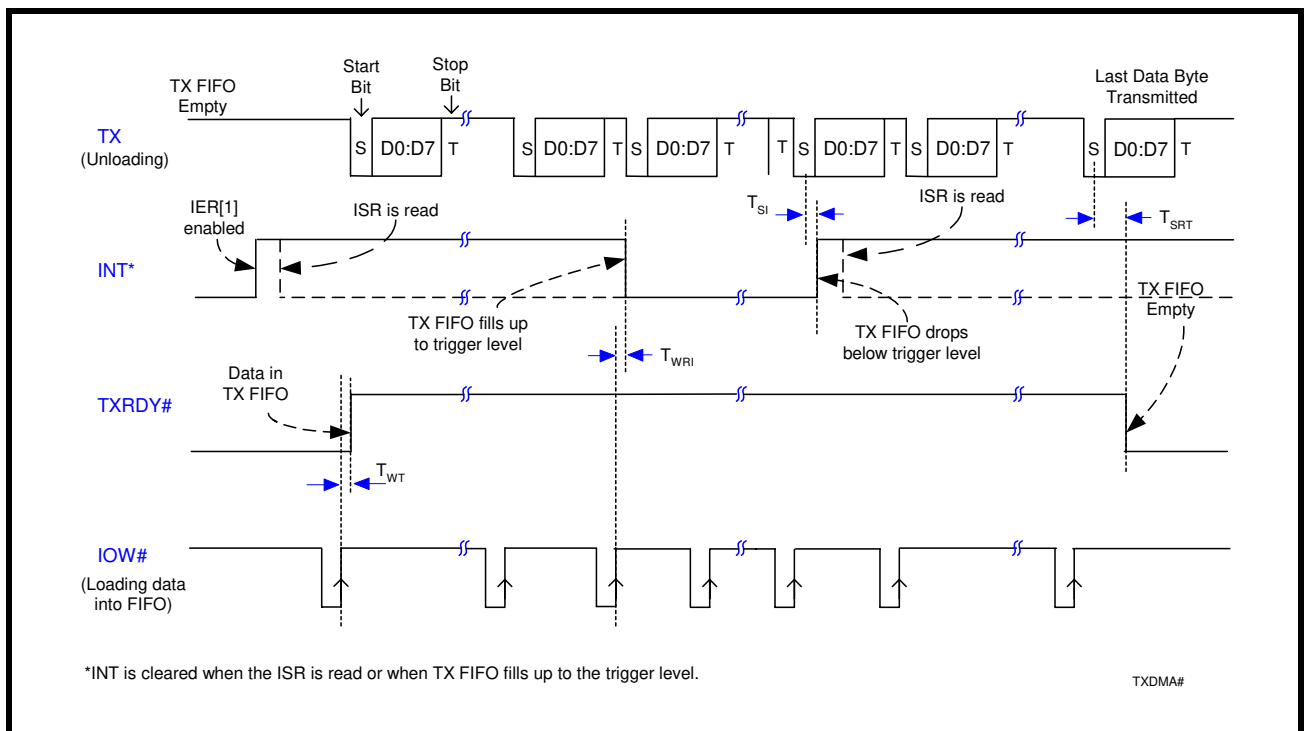 Start
Bit
Stop
Bit
TX FIFO
Empty
Last Data Byte
Transmitted
TX
(Unloading)
S D0:D7 T S D0:D7 T S D0:D7 T T S D0:D7 T S D0:D7 T S D0:D7 T
IER[1]
enabled
ISR is read
TSI
ISR is read
TSRT
INT*
TX FIFO fills up
to trigger level
TX FIFO drops
below trigger level
TX FIFO
Empty
TWRI
Data in
TX FIFO
TXRDY#
TWT
IOW#
(Loading data
into FIFO)
*INT is cleared when the ISR is read or when TX FIFO fills up to the trigger level.
TXDMA#